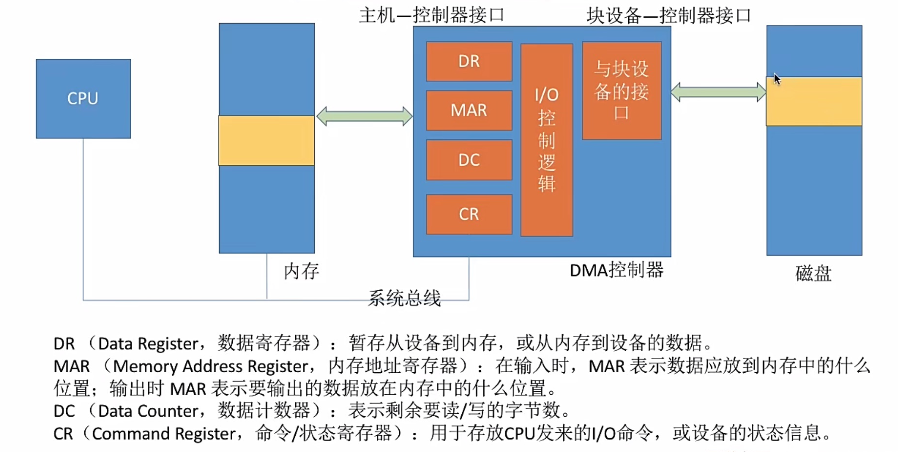 主机—控制器接口
块设备—控制器接口
CPU
DR
MAR
DC
CR
I/O控制逻辑
与块设
备的接
口
内存
DMA控制器
磁盘
系统总线
DR （Data Register，数据寄存器）：暂存从设备到内存，或从内存到设备的数据。
MAR （Memory Address Register，内存地址寄存器）：在输入时，MAR 表示数据应放到内存中的什么
位置；输出时 MAR 表示要输出的数据放在内存中的什么位置。
DC （Data Counter，数据计数器）：表示剩余要读/写的字节数。
CR（Command Register，命令/状态寄存器）：用于存放CPU发来的I/O命令，或设备的状态信息。